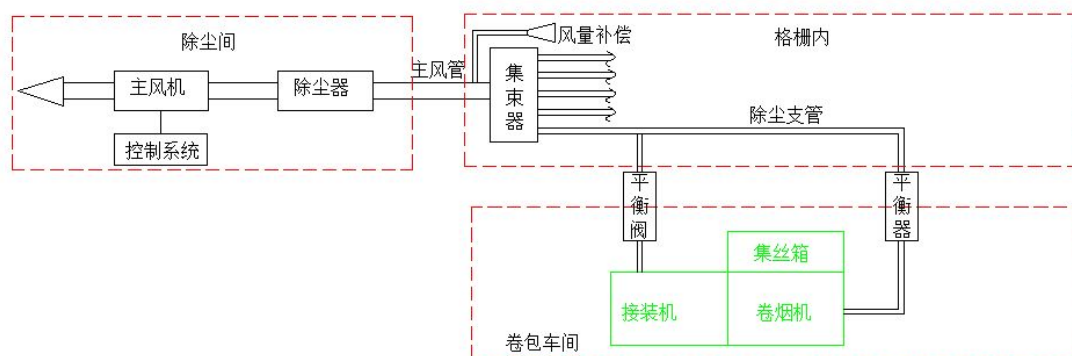 除尘间
主风机
除尘器
控制系统
主风管
风量补偿
格栅内
集束器
除尘支管
平衡阀
平衡器
集丝箱
接装机
卷烟机
卷包车间